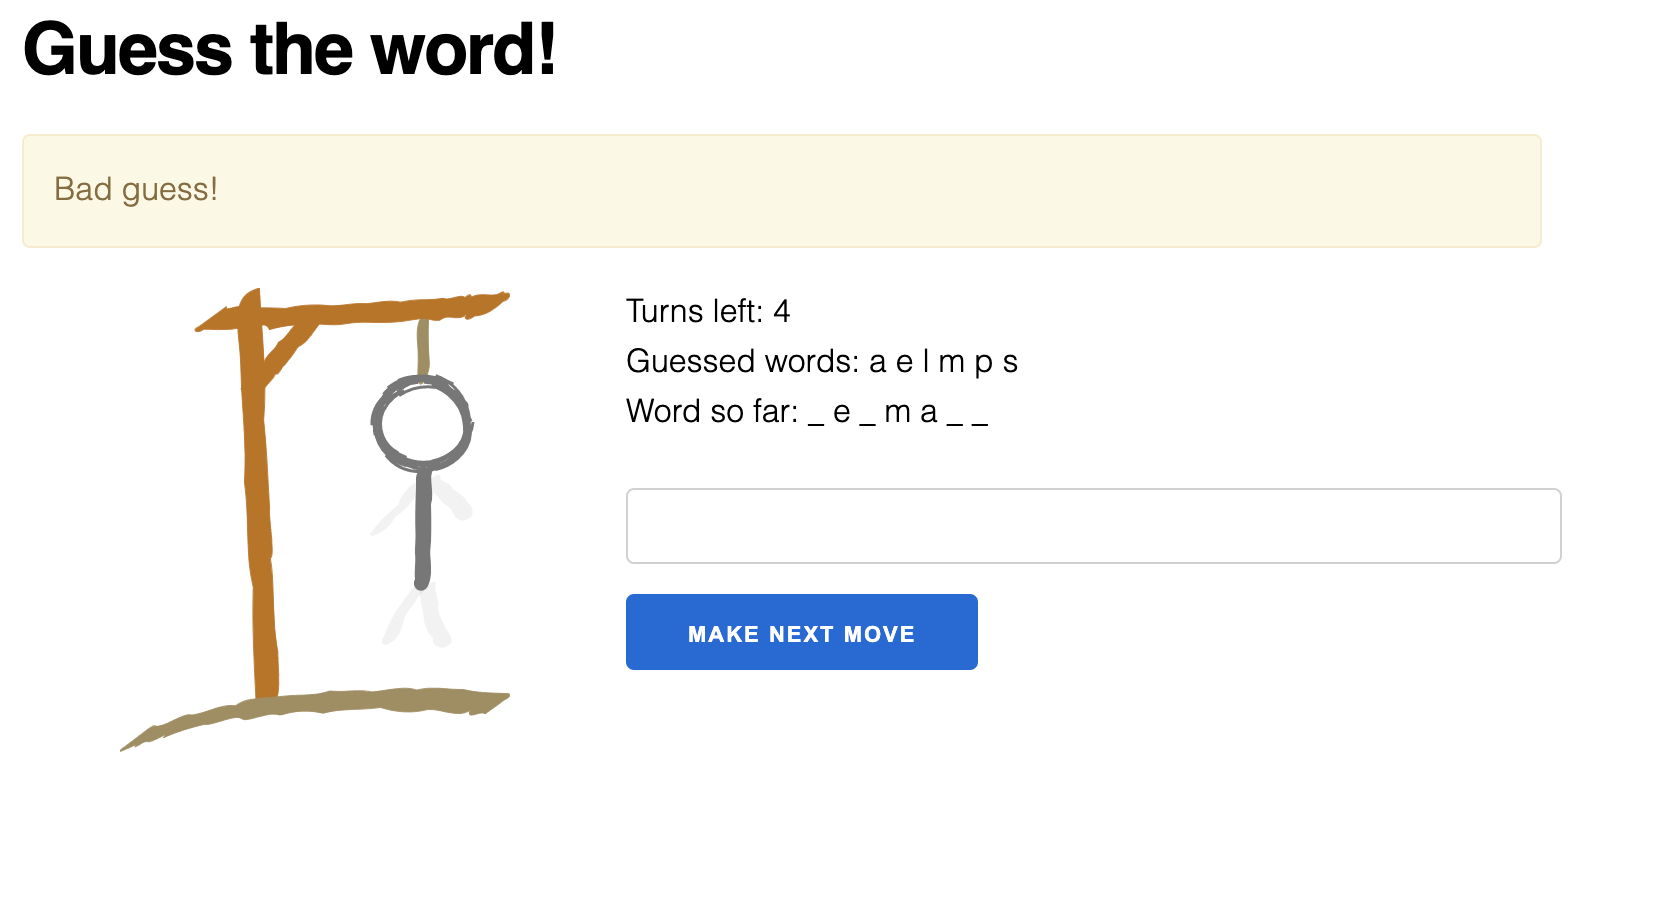 Guess the word!
Bad guess!
Turns left: 4
Guessed words: a e l m p s
Word so far: _ e _ m a _ _
MAKE NEXT MOVE